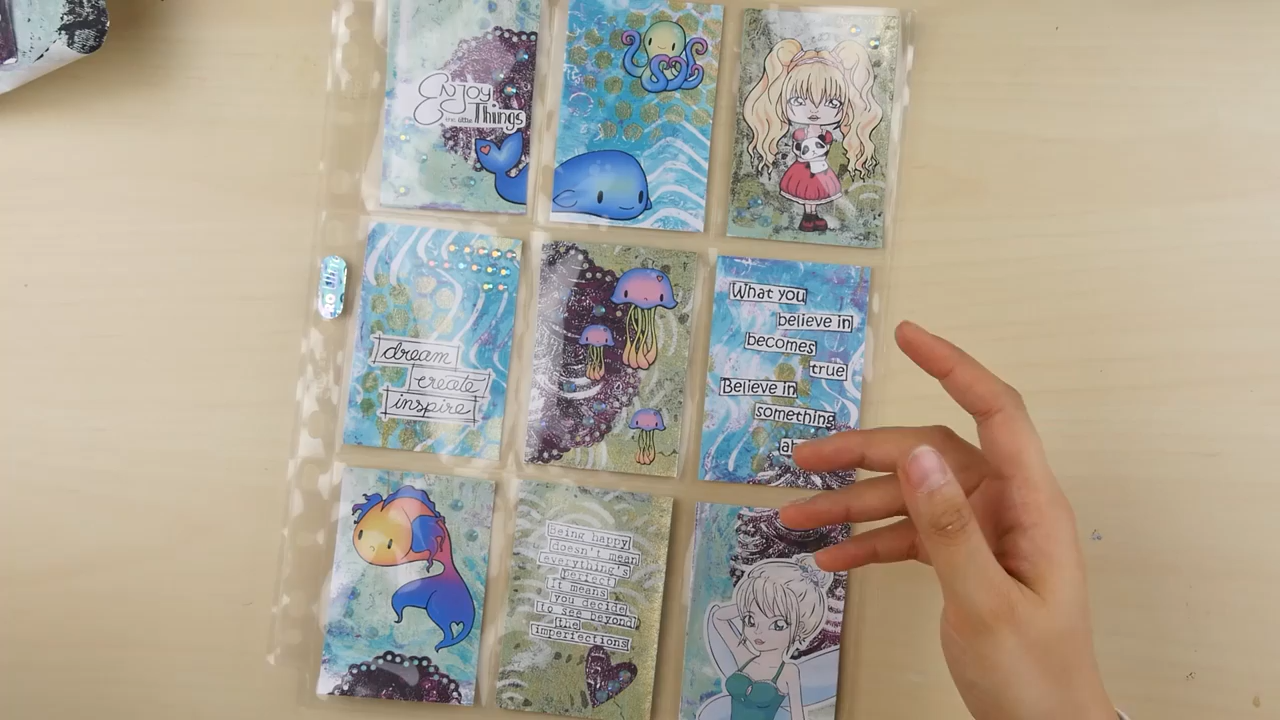 Enjoy
the little Things
dream
create
inspire
What you
believe in
becomes
true
Believe in
something
Being happy
doesn't mean
everything's
perfect
it means
you decide
to see beyond
the
imperfections